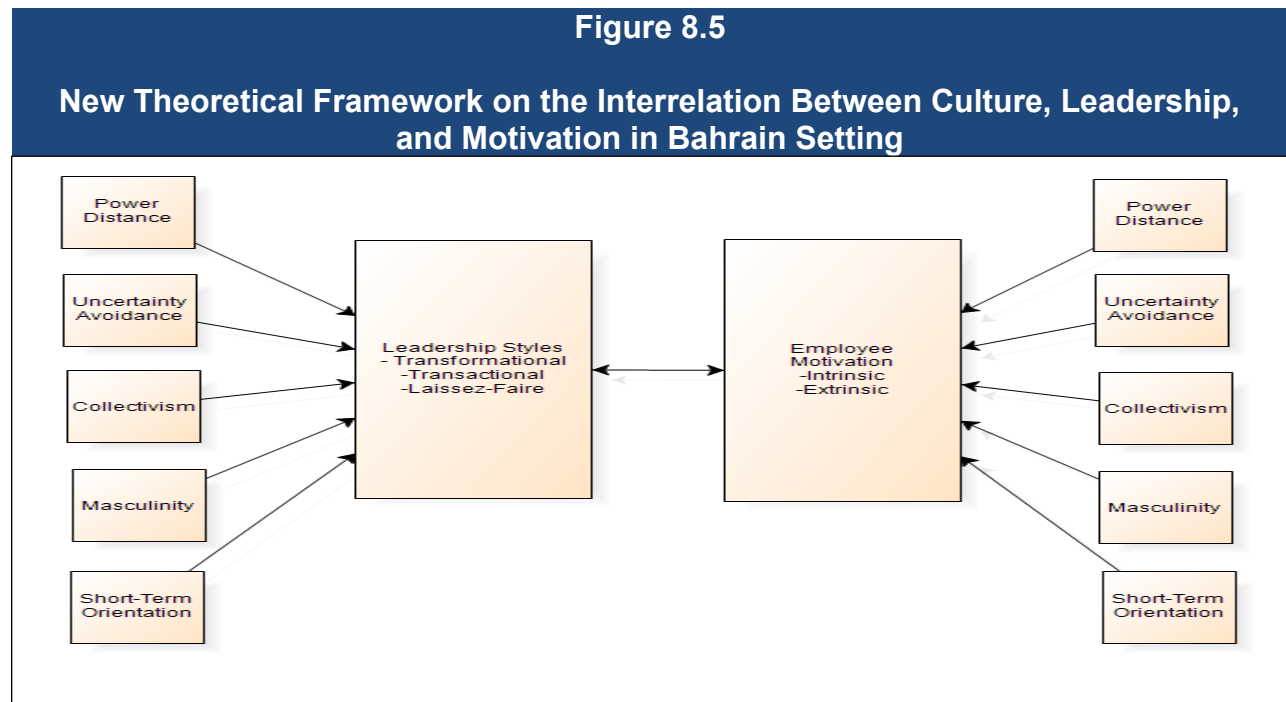 Figure 8.5
New Theoretical Framework on the Interrelation Between Culture, Leadership,
and Motivation in Bahrain Setting
Power
Distance
Uncertainty
Avoidance
Collectivism
Masculinity
Short-Term
Orientation
Leadership Styles
- Transformational
-Transactional
-Laissez-Faire
Employee
Motivation
-Intrinsic
-Extrinsic
Power
Distance
Uncertainty
Avoidance
Collectivism
Masculinity
Short-Term
Orientation